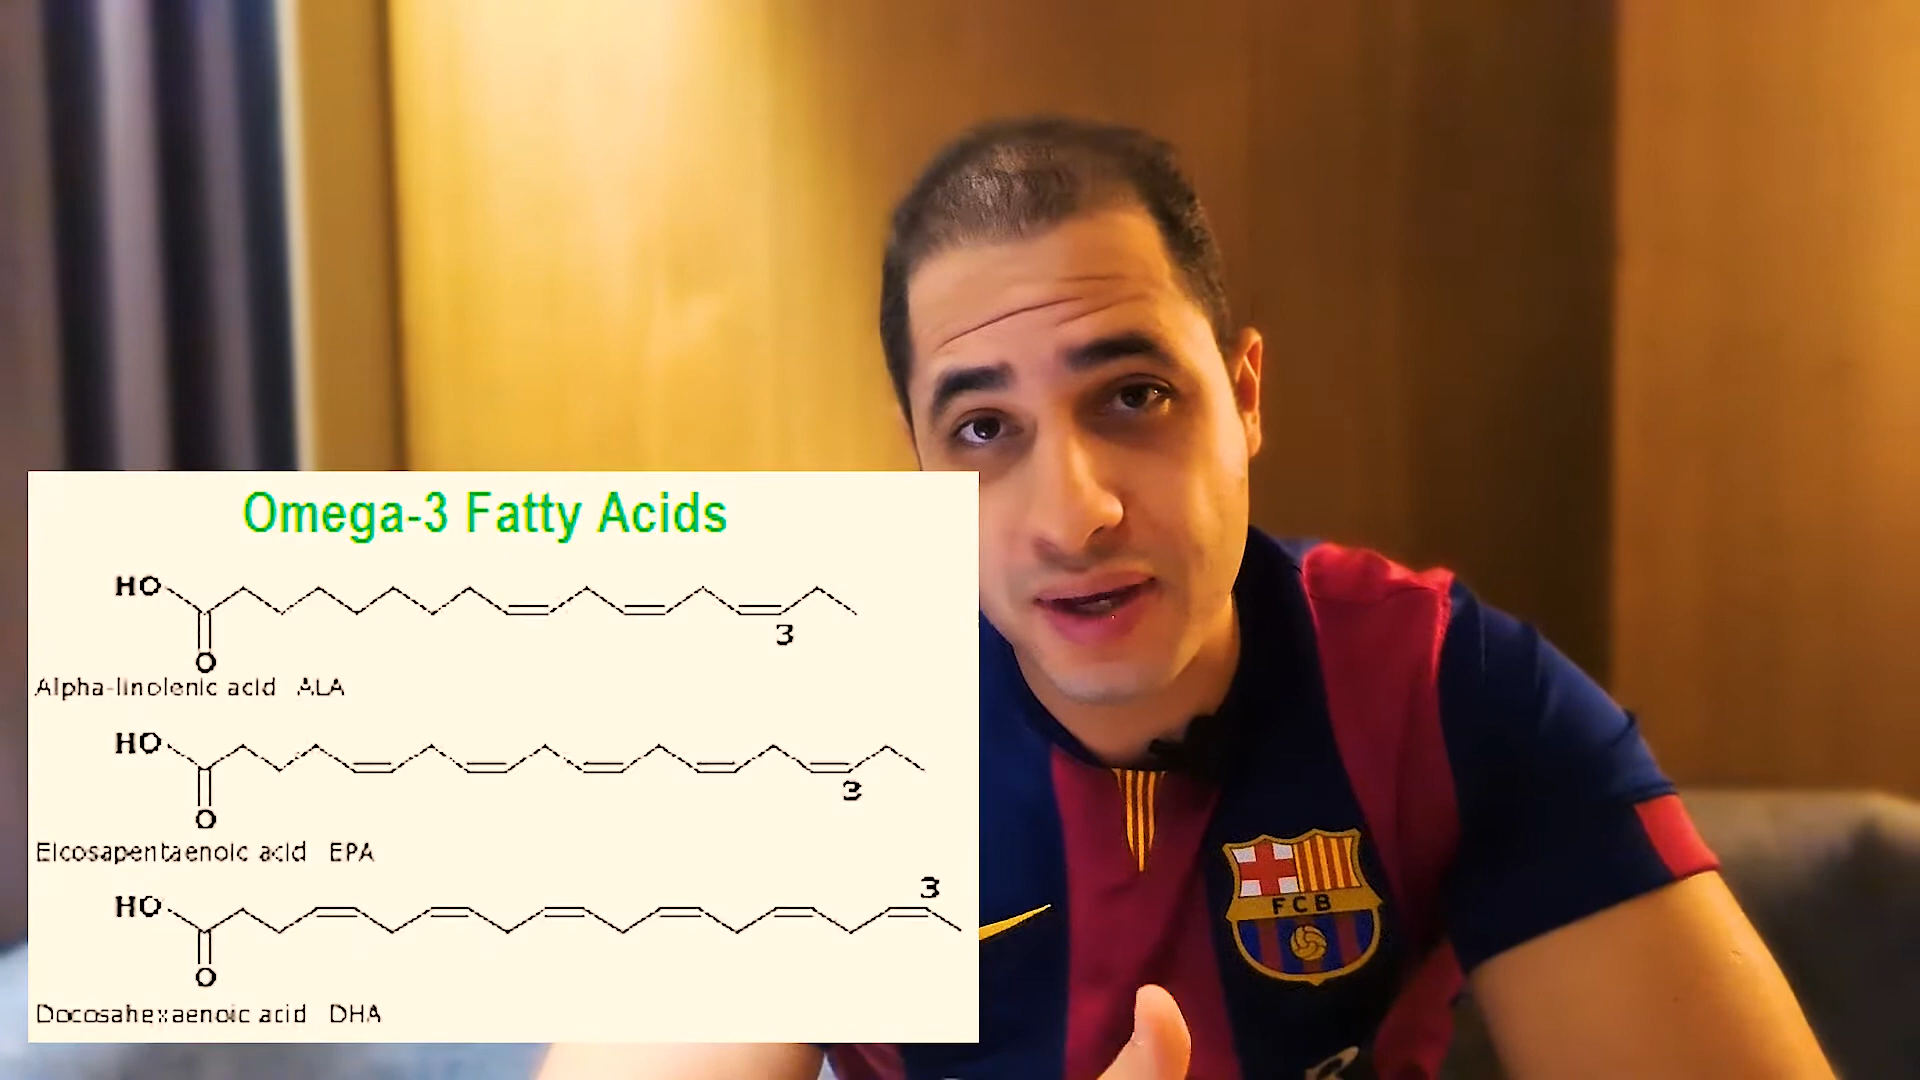 Omega-3 Fatty Acids
HO
3
O
Alpha-linolenic acid ALA
HO
3
O
Eicosapentaenoic acid EPA
3
HO
O
Docosahexaenoic acid DHA
FCB